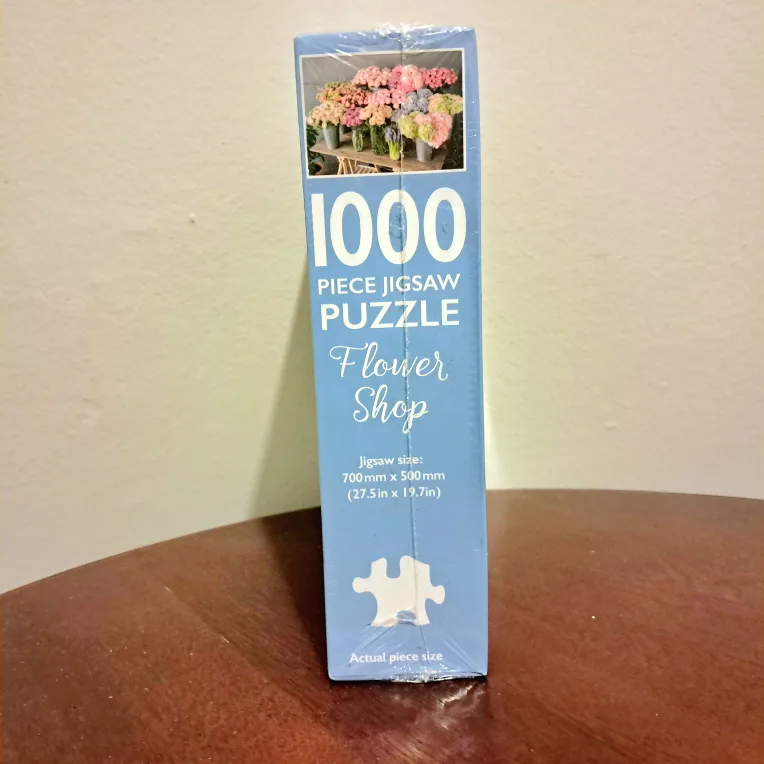 1000
PIECE JIGSAW
PUZZLE
Flower
Shop
Jigsaw size:
700mm x 500mm
(27.5in x 19.7in)
Actual piece size